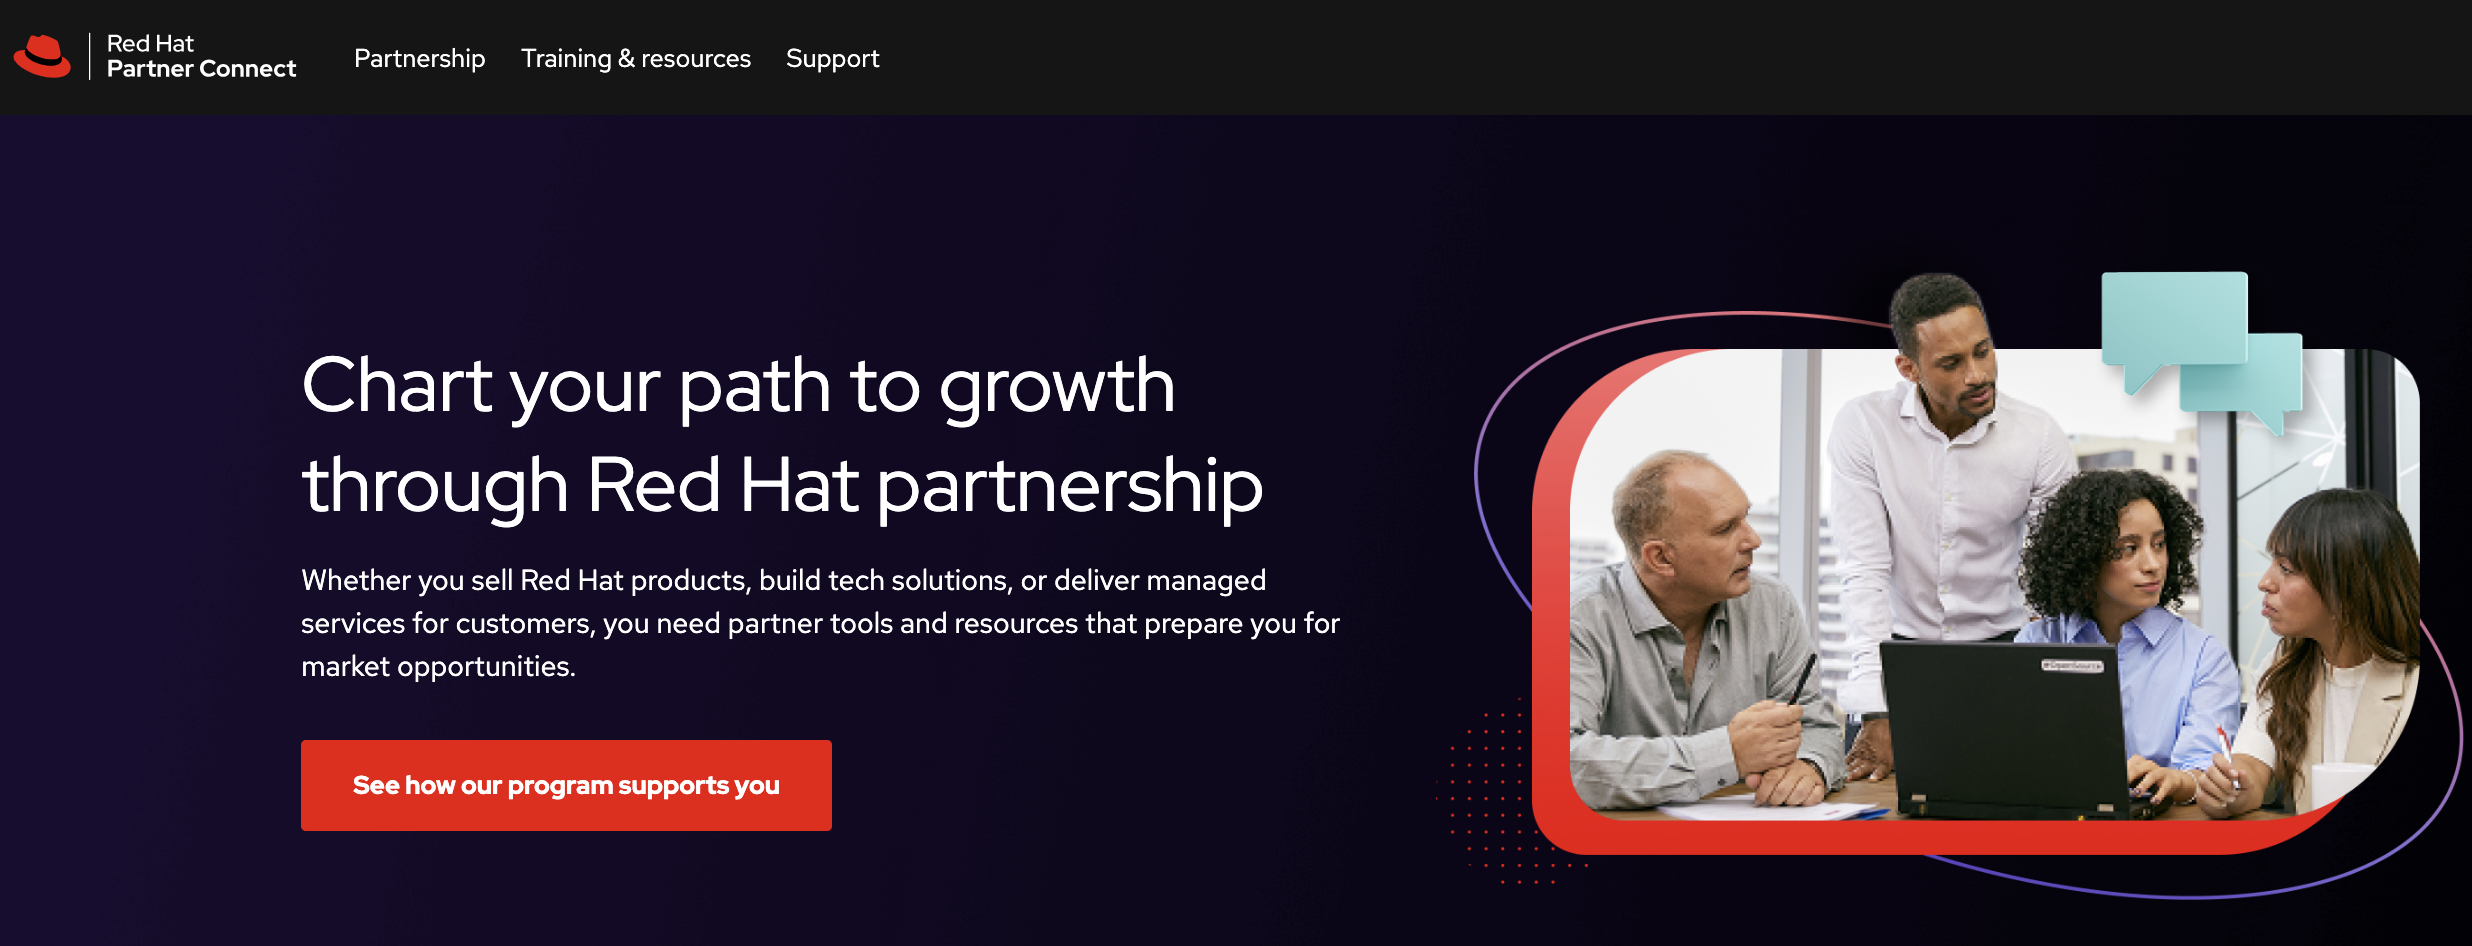 Red Hat
Partner Connect
Partnership
Training & resources
Support
Chart your path to growth
through Red Hat partnership
Whether you sell Red Hat products, build tech solutions, or deliver managed
services for customers, you need partner tools and resources that prepare you for
market opportunities.
See how our program supports you
#OpenSource